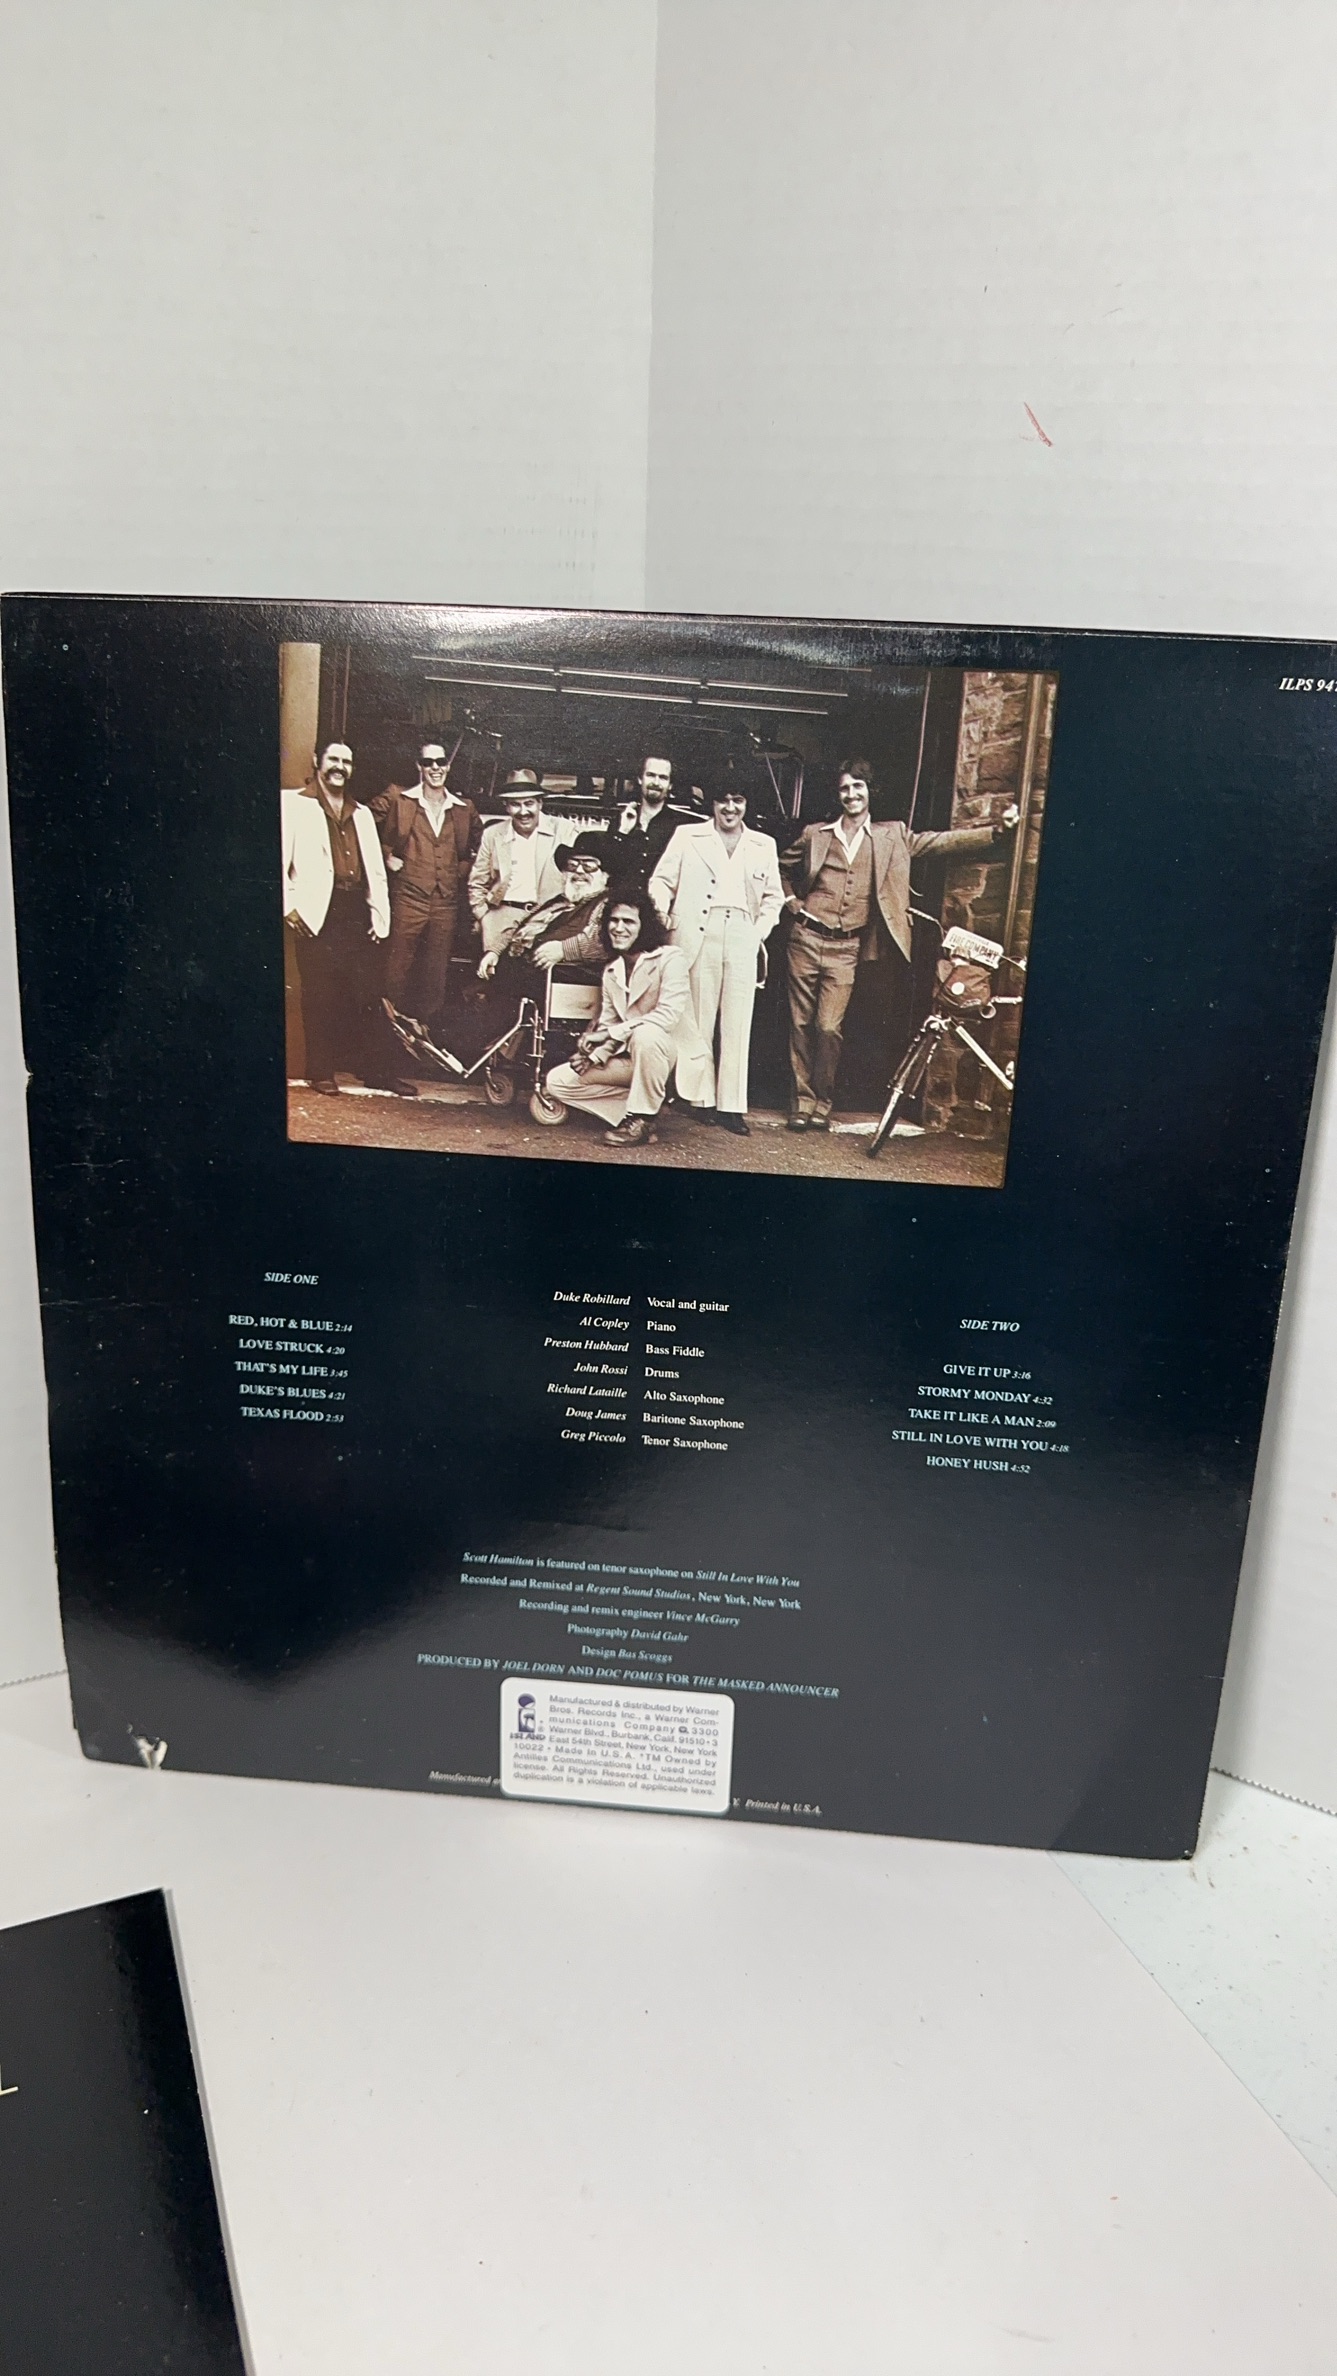 ILPS 947
SIDE ONE
RED, HOT & BLUE 2:14
LOVE STRUCK 4:20
THAT'S MY LIFE 3:45
DUKE'S BLUES 4:21
TEXAS FLOOD 2:53
Duke Robillard Vocal and guitar
Al Copley Piano
Preston Hubbard Bass Fiddle
John Rossi Drums
Richard Lataille Alto Saxophone
Doug James Baritone Saxophone
Greg Piccolo Tenor Saxophone
SIDE TWO
GIVE IT UP 3:16
STORMY MONDAY 4:32
TAKE IT LIKE A MAN 2:09
STILL IN LOVE WITH YOU 4:18
HONEY HUSH 4:52
Scott Hamilton is featured on tenor saxophone on Still In Love With You
Recorded and Remixed at Regent Sound Studios, New York, New York
Recording and remix engineer Vince McGarry
Photography David Gahr
Design Bas Scoggs
PRODUCED BY JOEL DORN AND DOC POMUS FOR THE MASKED ANNOUNCER
ISLAND
Manufactured & distributed by Warner
Bros. Records Inc., a Warner Com-
munications Company, 3300
Warner Blvd., Burbank, Calif. 91510 • 3
East 54th Street, New York, New York
10022 • Made in U.S.A. *TM Owned by
Antilles Communications Ltd., used under
license. All Rights Reserved. Unauthorized
duplication is a violation of applicable laws.
Manufactured
Y. Printed in U.S.A.